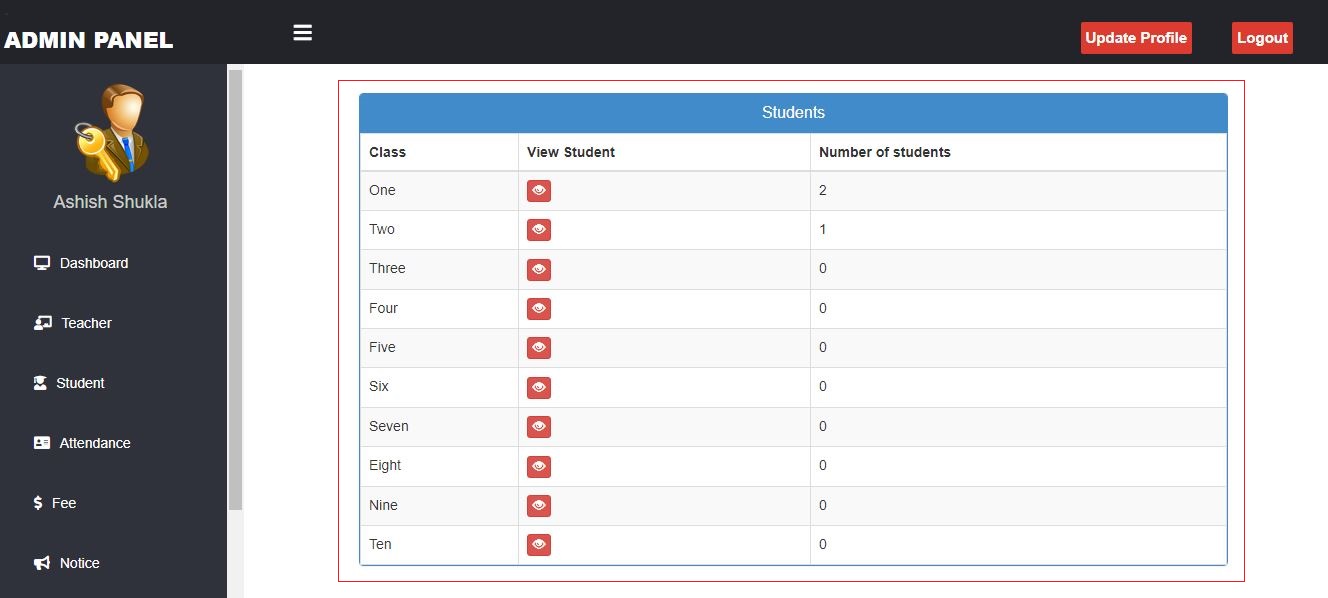 ADMIN PANEL
Update Profile Logout
Ashish Shukla
Dashboard
Teacher
Student
Attendance
$ Fee
Notice
Students
Class View Student Number of students
One 2
Two 1
Three 0
Four 0
Five 0
Six 0
Seven 0
Eight 0
Nine 0
Ten 0